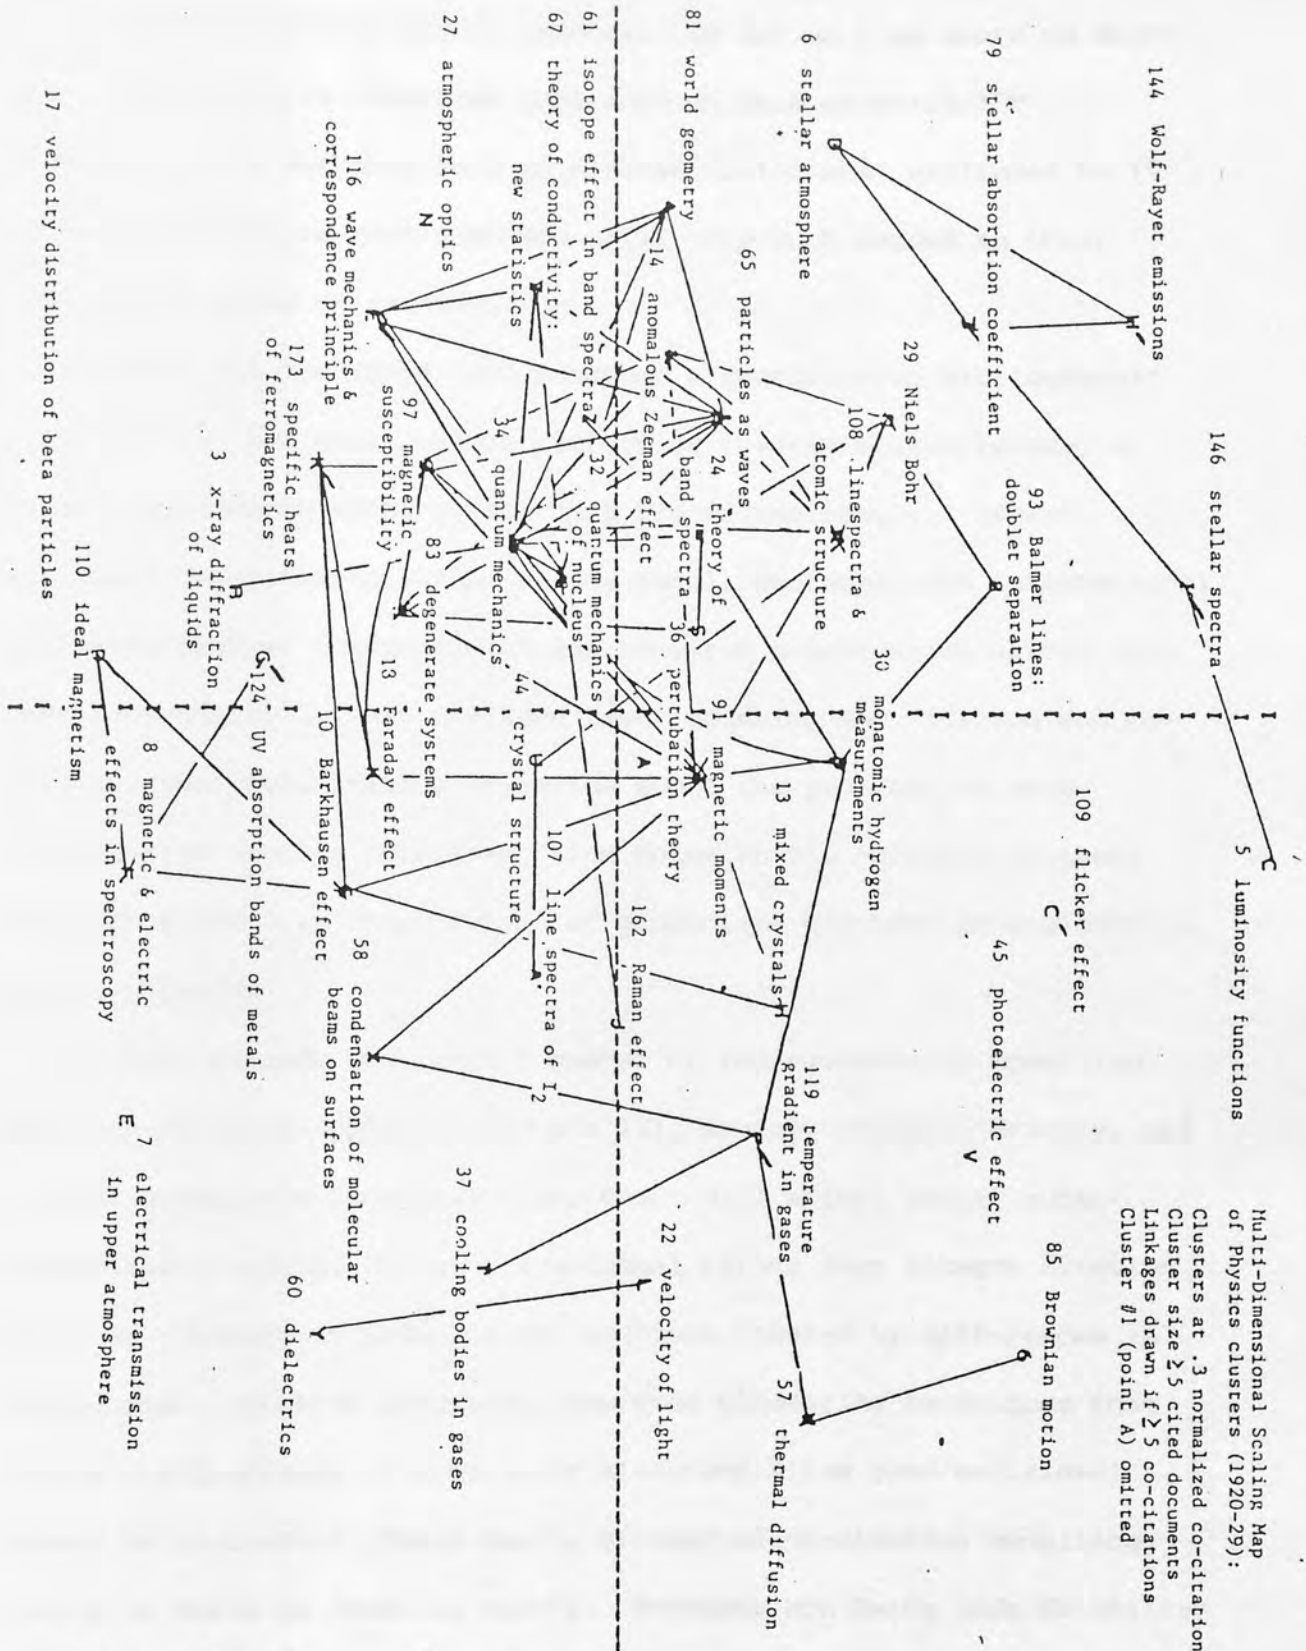 Multi-Dimensional Scaling Map
of Physics clusters (1920-29):
Clusters at .3 normalized co-citation
Cluster size ≥ 5 cited documents
Linkages drawn if ≥ 5 co-citations
Cluster #1 (point A) omitted
144 Wolf-Rayet emissions
146 stellar spectra
5 luminosity functions
79 stellar absorption coefficient
93 Balmer lines:
doublet separation
109 flicker effect
45 photoelectric effect
85 Brownian motion
6 stellar atmosphere
29 Niels Bohr
108 linespectra &
atomic structure
30 monatomic hydrogen
measurements
119 temperature
gradient in gases
57 thermal diffusion
81 world geometry
65 particles as waves
24 theory of
band spectra
14 anomalous Zeeman effect
91 magnetic moments
43 mixed crystals
36 pertubation theory
22 velocity of light
61 isotope effect in band spectra
32 quantum mechanics
of nucleus
162 Raman effect
67 theory of conductivity:
new statistics
34 quantum mechanics
44 crystal structure
107 line spectra of I2
37 cooling bodies in gases
27 atmospheric optics
97 magnetic
susceptibility
83 degenerate systems
116 wave mechanics &
correspondence principle
13 Faraday effect
58 condensation of molecular
beams on surfaces
60 dielectrics
173 specific heats
of ferromagnetics
10 Barkhausen effect
3 x-ray diffraction
of liquids
124 UV absorption bands of metals
7 electrical transmission
in upper atmosphere
8 magnetic & electric
effects in spectroscopy
110 ideal magnetism
17 velocity distribution of beta particles